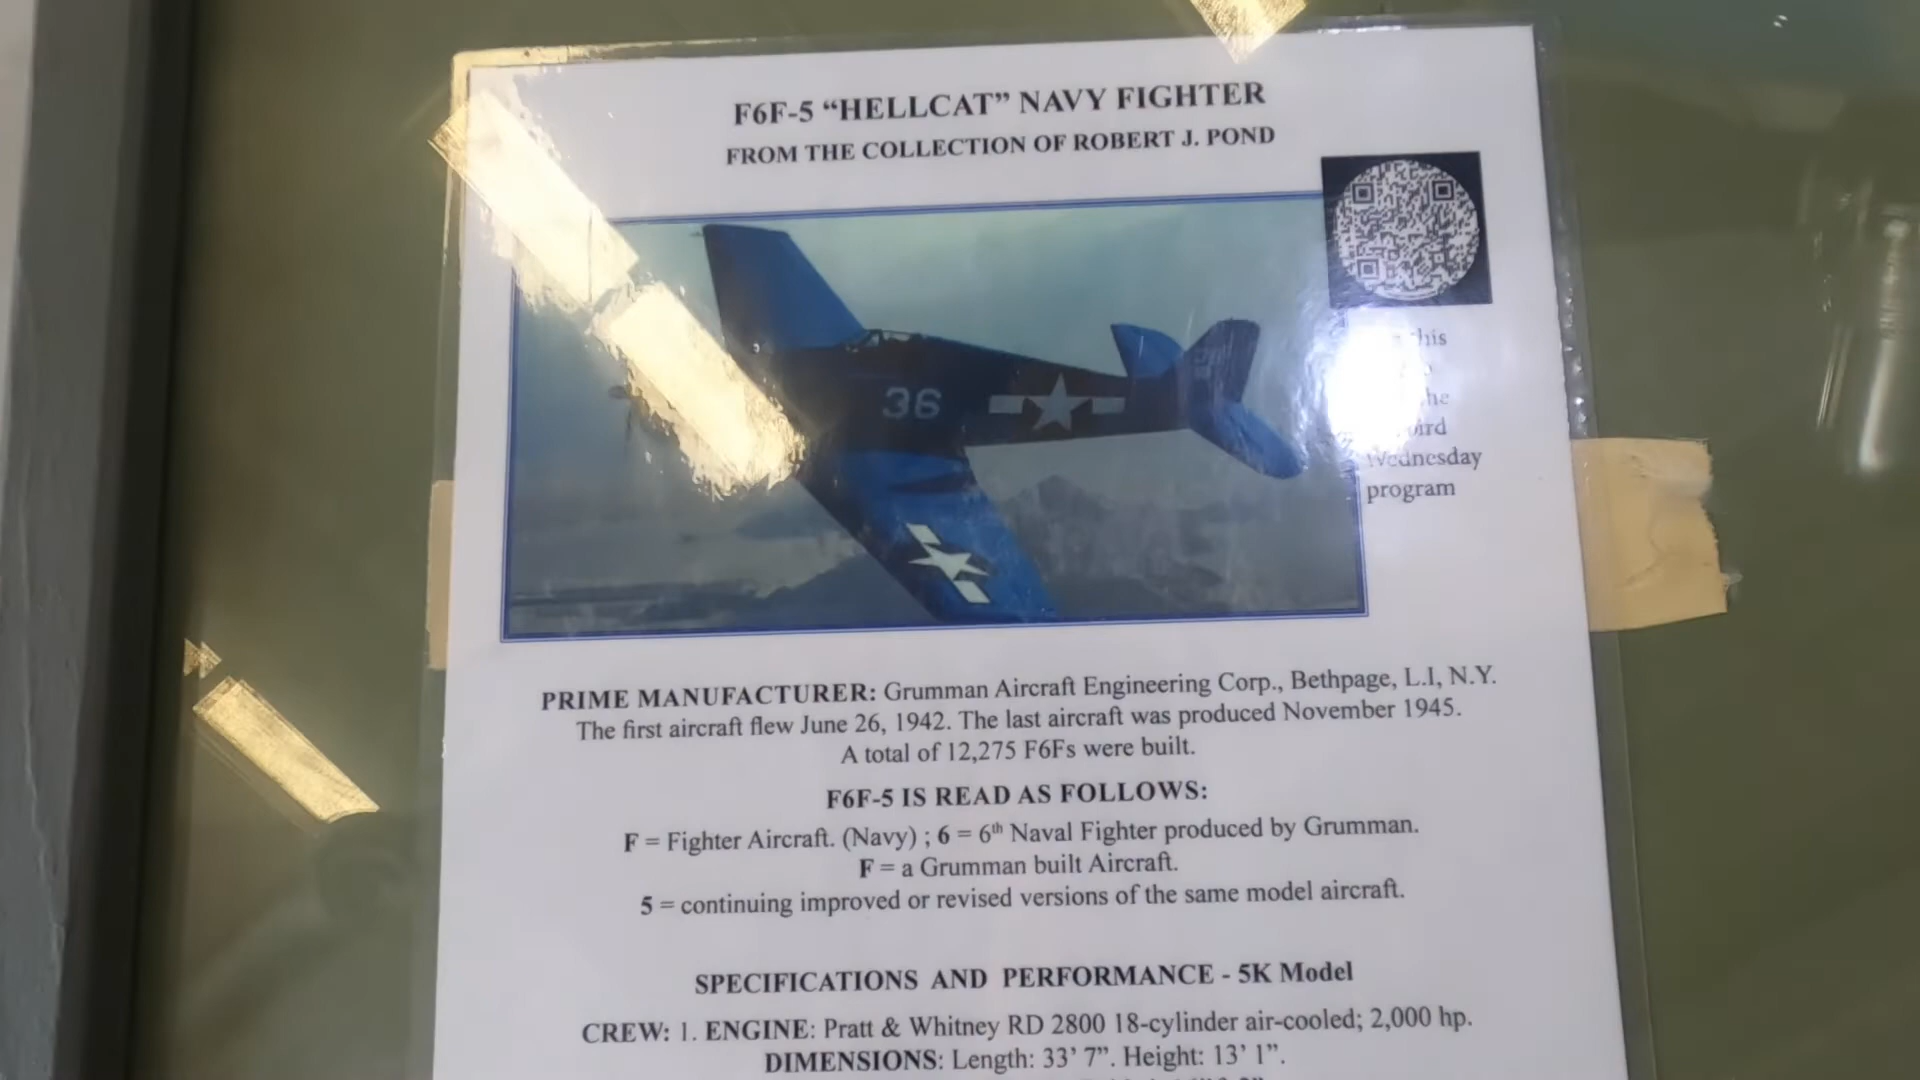 F6F-5 “HELLCAT” NAVY FIGHTER
FROM THE COLLECTION OF ROBERT J. POND
36
his
he
Wednesday
program
PRIME MANUFACTURER: Grumman Aircraft Engineering Corp., Bethpage, L.I, N.Y.
The first aircraft flew June 26, 1942. The last aircraft was produced November 1945.
A total of 12,275 F6Fs were built.
F6F-5 IS READ AS FOLLOWS:
F = Fighter Aircraft. (Navy) ; 6 = 6th Naval Fighter produced by Grumman.
F = a Grumman built Aircraft.
5 = continuing improved or revised versions of the same model aircraft.
SPECIFICATIONS AND PERFORMANCE - 5K Model
CREW: 1. ENGINE: Pratt & Whitney RD 2800 18-cylinder air-cooled; 2,000 hp.
DIMENSIONS: Length: 33’ 7”. Height: 13’ 1”.